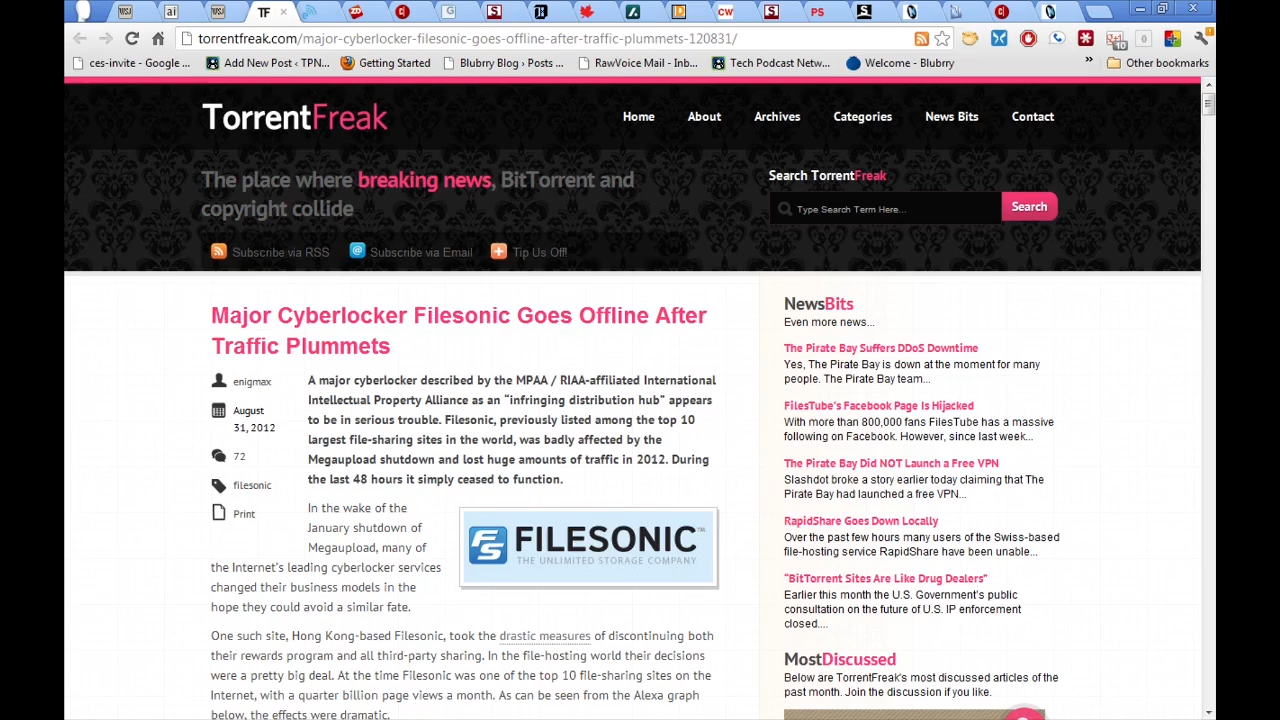 WSJ ai WSJ TF CW PS
torrentfreak.com/major-cyberlocker-filesonic-goes-offline-after-traffic-plummets-120831/
10 0
ces-invite - Google ... Add New Post ‹ TPN... Getting Started Blubrry Blog › Posts ... RawVoice Mail - Inb... Tech Podcast Netw... Welcome - Blubrry » Other bookmarks
TorrentFreak
Home About Archives Categories News Bits Contact
The place where breaking news, BitTorrent and
copyright collide
Search TorrentFreak
Type Search Term Here... Search
Subscribe via RSS Subscribe via Email Tip Us Off!
Major Cyberlocker Filesonic Goes Offline After
Traffic Plummets
enigmax
August
31, 2012
72
filesonic
Print
A major cyberlocker described by the MPAA / RIAA-affiliated International
Intellectual Property Alliance as an “infringing distribution hub” appears
to be in serious trouble. Filesonic, previously listed among the top 10
largest file-sharing sites in the world, was badly affected by the
Megaupload shutdown and lost huge amounts of traffic in 2012. During
the last 48 hours it simply ceased to function.
In the wake of the
January shutdown of
Megaupload, many of
the Internet’s leading cyberlocker services
changed their business models in the
hope they could avoid a similar fate.
FS FILESONIC™
THE UNLIMITED STORAGE COMPANY
One such site, Hong Kong-based Filesonic, took the drastic measures of discontinuing both
their rewards program and all third-party sharing. In the file-hosting world their decisions
were a pretty big deal. At the time Filesonic was one of the top 10 file-sharing sites on the
Internet, with a quarter billion page views a month. As can be seen from the Alexa graph
below, the effects were dramatic.
NewsBits
Even more news...
The Pirate Bay Suffers DDoS Downtime
Yes, The Pirate Bay is down at the moment for many
people. The Pirate Bay team...
FilesTube’s Facebook Page Is Hijacked
With more than 800,000 fans FilesTube has a massive
following on Facebook. However, since last week...
The Pirate Bay Did NOT Launch a Free VPN
Slashdot broke a story earlier today claiming that The
Pirate Bay had launched a free VPN...
RapidShare Goes Down Locally
Over the past few hours many users of the Swiss-based
file-hosting service RapidShare have been unable...
“BitTorrent Sites Are Like Drug Dealers”
Earlier this month the U.S. Government’s public
consultation on the future of U.S. IP enforcement
closed....
MostDiscussed
Below are TorrentFreak's most discussed articles of the
past month. Join the discussion if you like.